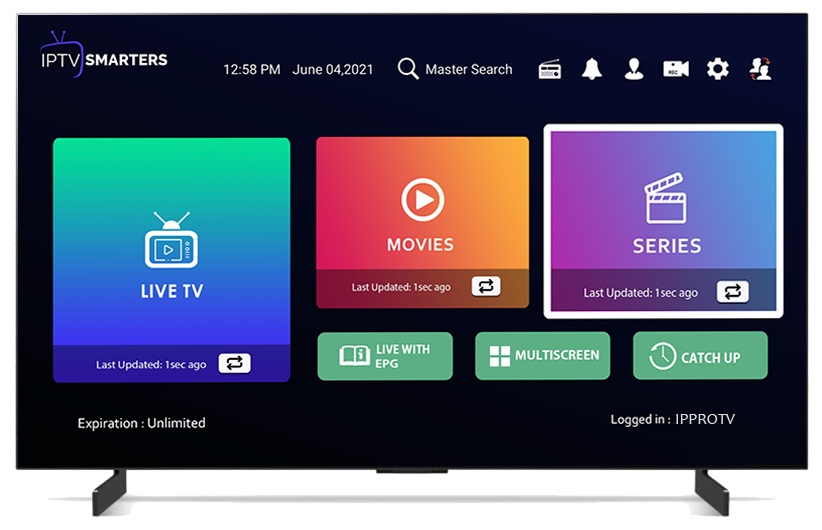 IPTV SMARTERS
12:58 PM June 04,2021 Master Search
REC
LIVE TV
Last Updated: 1sec ago
MOVIES
Last Updated: 1sec ago
SERIES
Last Updated: 1sec ago
LIVE WITH
EPG
MULTISCREEN
CATCH UP
Expiration : Unlimited
Logged in : IPPROTV